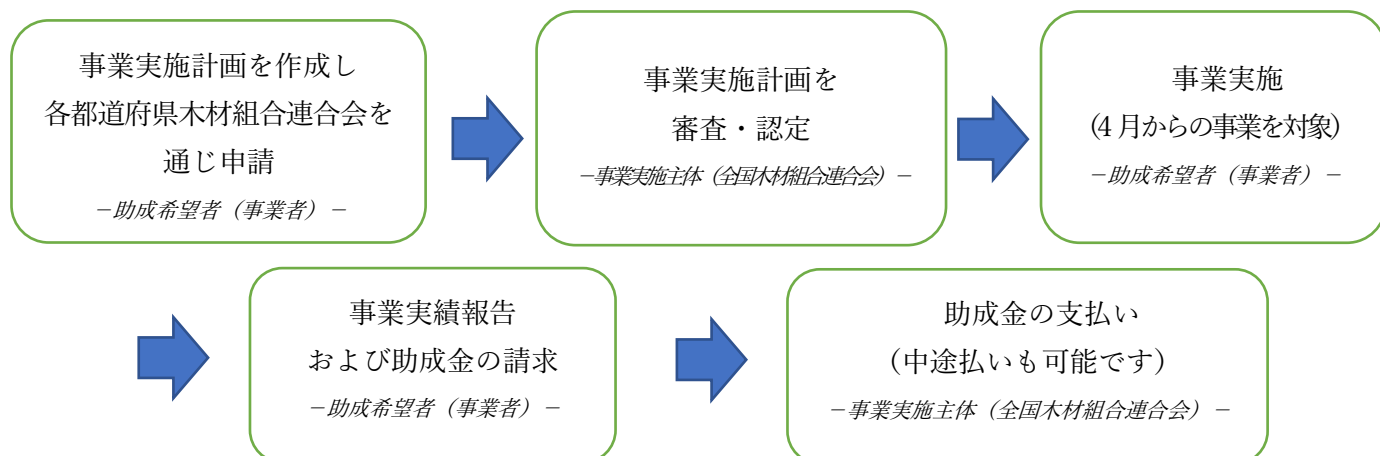 事業実施計画を作成し
各都道府県木材組合連合会を
通じ申請
−助成希望者（事業者）−
事業実施計画を
審査・認定
−事業実施主体（全国木材組合連合会）−
事業実施
(4月からの事業を対象)
−助成希望者（事業者）−
事業実績報告
および助成金の請求
−助成希望者（事業者）−
助成金の支払い
（中途払いも可能です）
−事業実施主体（全国木材組合連合会）−